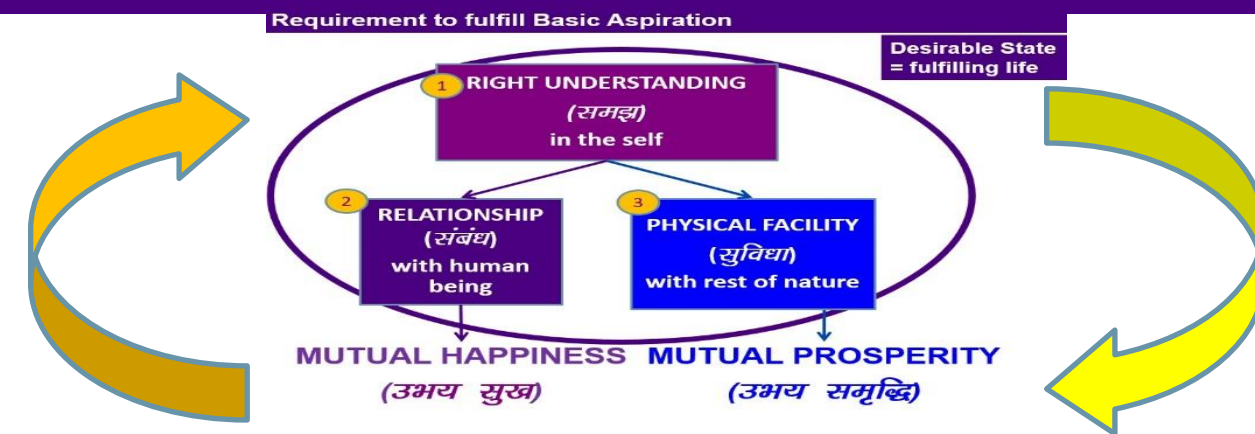 Requirement to fulfill Basic Aspiration
Desirable State
= fulfilling life
1
RIGHT UNDERSTANDING
(समझ)
in the self
2
RELATIONSHIP
(संबंध)
with human
being
3
PHYSICAL FACILITY
(सुविधा)
with rest of nature
MUTUAL HAPPINESS
(उभय सुख)
MUTUAL PROSPERITY
(उभय समृद्धि)